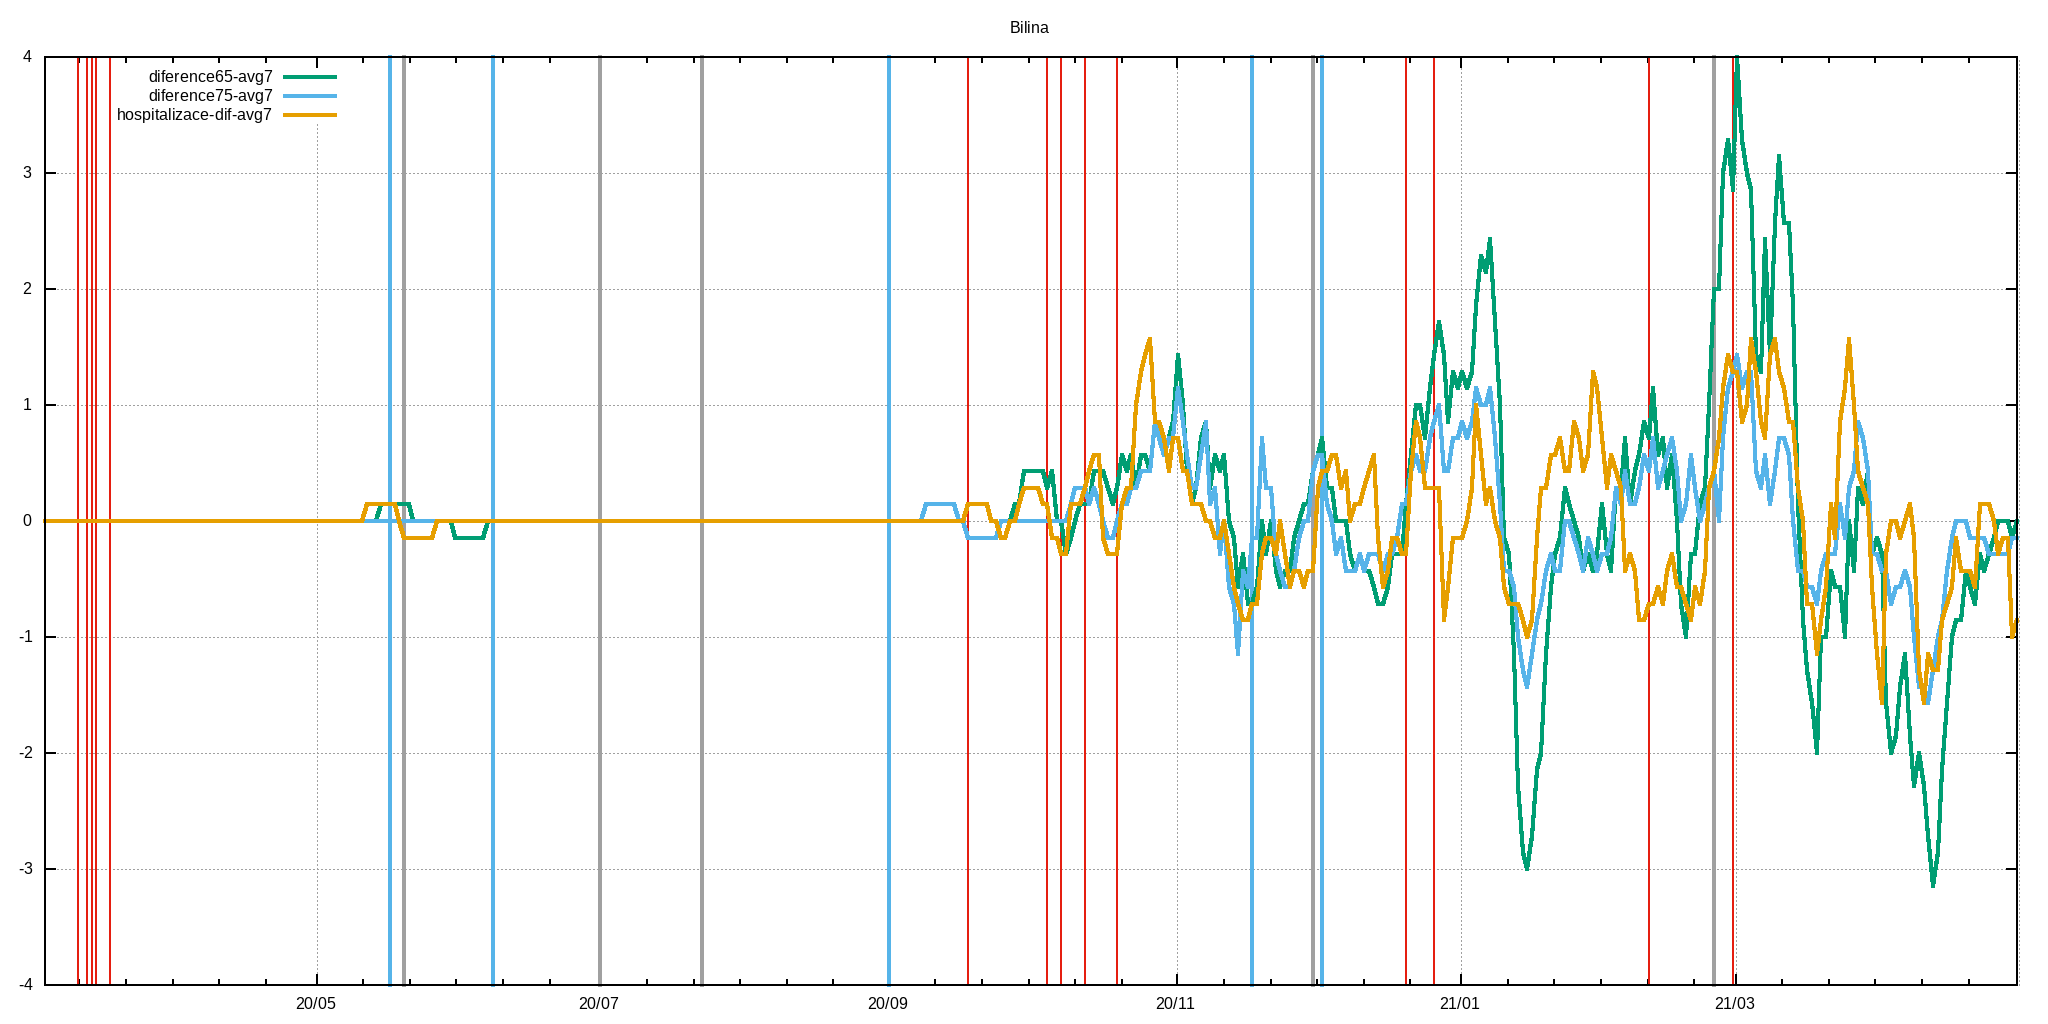 Bilina
diference65-avg7
diference75-avg7
hospitalizace-dif-avg7
4
3
2
1
0
-1
-2
-3
-4
20/05 20/07 20/09 20/11 21/01 21/03